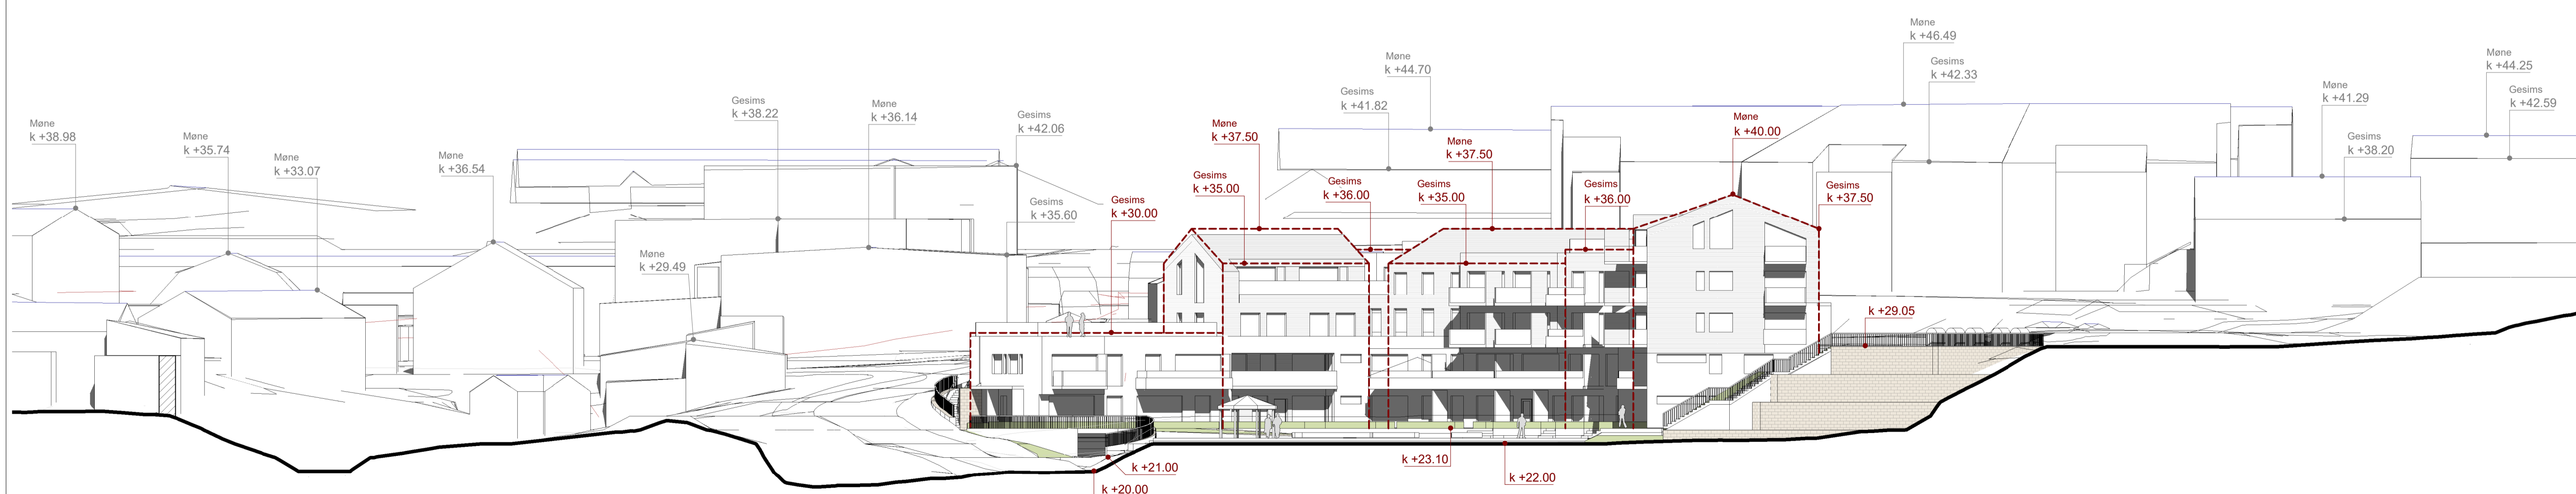 Møne
k +38.98
Møne
k +35.74
Møne
k +33.07
Møne
k +36.54
Møne
k +29.49
Gesims
k +38.22
Møne
k +36.14
Gesims
k +42.06
Gesims
k +35.60
Gesims
k +30.00
Gesims
k +35.00
Møne
k +37.50
Gesims
k +36.00
Gesims
k +41.82
Møne
k +44.70
Gesims
k +35.00
Møne
k +37.50
Gesims
k +36.00
Møne
k +40.00
Gesims
k +37.50
Møne
k +46.49
Gesims
k +42.33
Møne
k +41.29
Gesims
k +38.20
Møne
k +44.25
Gesims
k +42.59
k +29.05
k +23.10
k +22.00
k +21.00
k +20.00